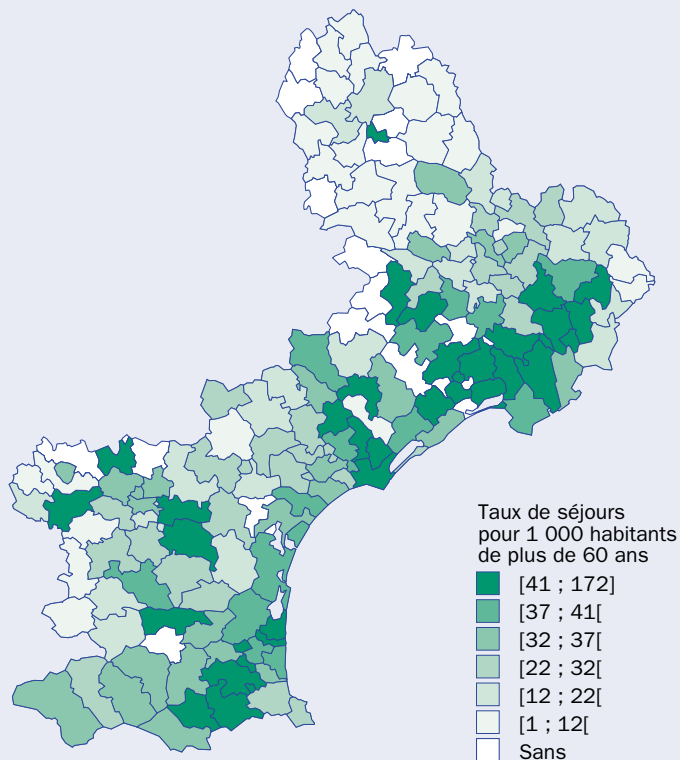 Taux de séjours
pour 1 000 habitants
de plus de 60 ans
[41 ; 172]
[37 ; 41[
[32 ; 37[
[22 ; 32[
[12 ; 22[
[1 ; 12[
Sans